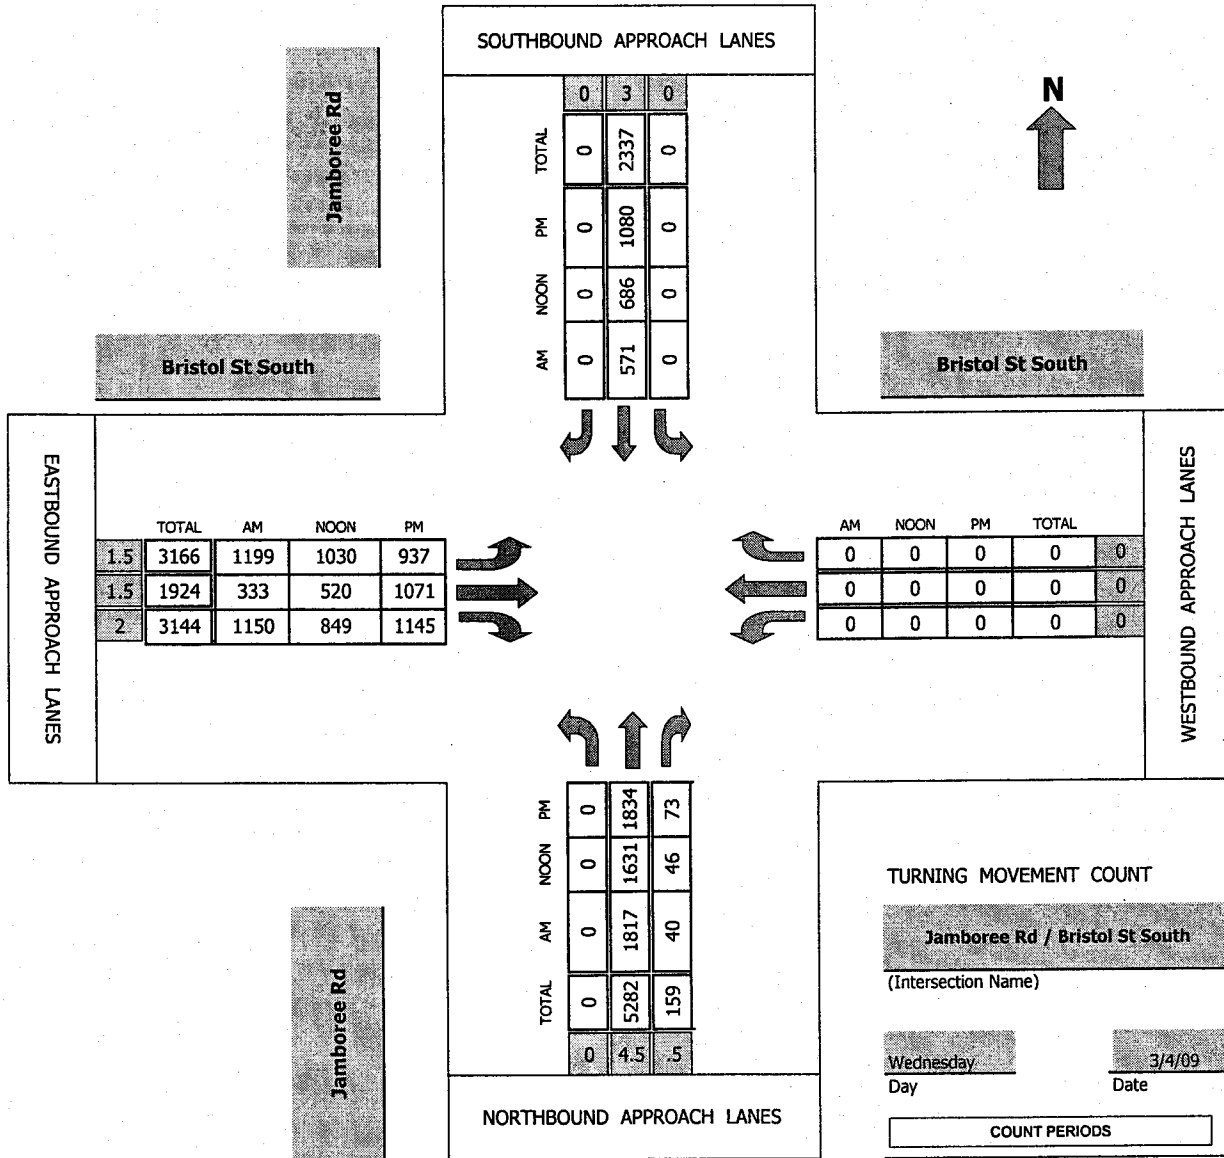 SOUTHBOUND APPROACH LANES
0 3 0
TOTAL 0 2337 0
PM 0 1080 0
NOON 0 686 0
AM 0 571 0
Jamboree Rd
N
Bristol St South
Bristol St South
EASTBOUND APPROACH LANES
TOTAL AM NOON PM
1.5 3166 1199 1030 937
1.5 1924 333 520 1071
2 3144 1150 849 1145
AM NOON PM TOTAL
0 0 0 0 0
0 0 0 0 0
0 0 0 0 0
WESTBOUND APPROACH LANES
PM 0 1834 73
NOON 0 1631 46
AM 0 1817 40
TOTAL 0 5282 159
0 4.5 .5
NORTHBOUND APPROACH LANES
Jamboree Rd
TURNING MOVEMENT COUNT
Jamboree Rd / Bristol St South
(Intersection Name)
Wednesday 3/4/09
Day Date
COUNT PERIODS